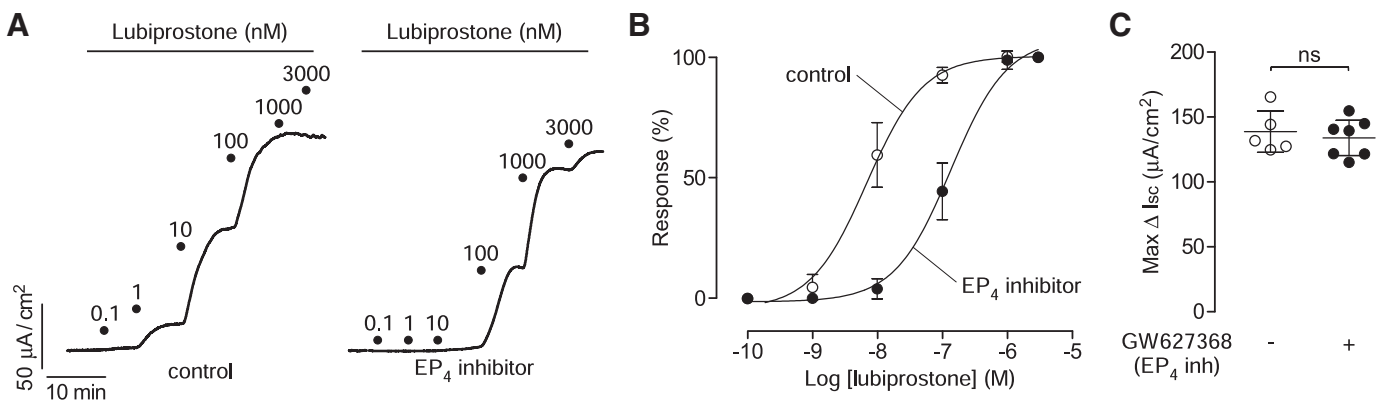 A
Lubiprostone (nM)
3000
1000
100
10
1
0.1
50 μA/cm2
10 min
control
Lubiprostone (nM)
3000
1000
100
0.1 1 10
EP4 inhibitor
B
Response (%)
100
50
0
control
EP4 inhibitor
-10 -9 -8 -7 -6 -5
Log [lubiprostone] (M)
C
Max Δ Isc (μA/cm2)
200
150
100
50
0
ns
GW627368 - +
(EP4 inh)